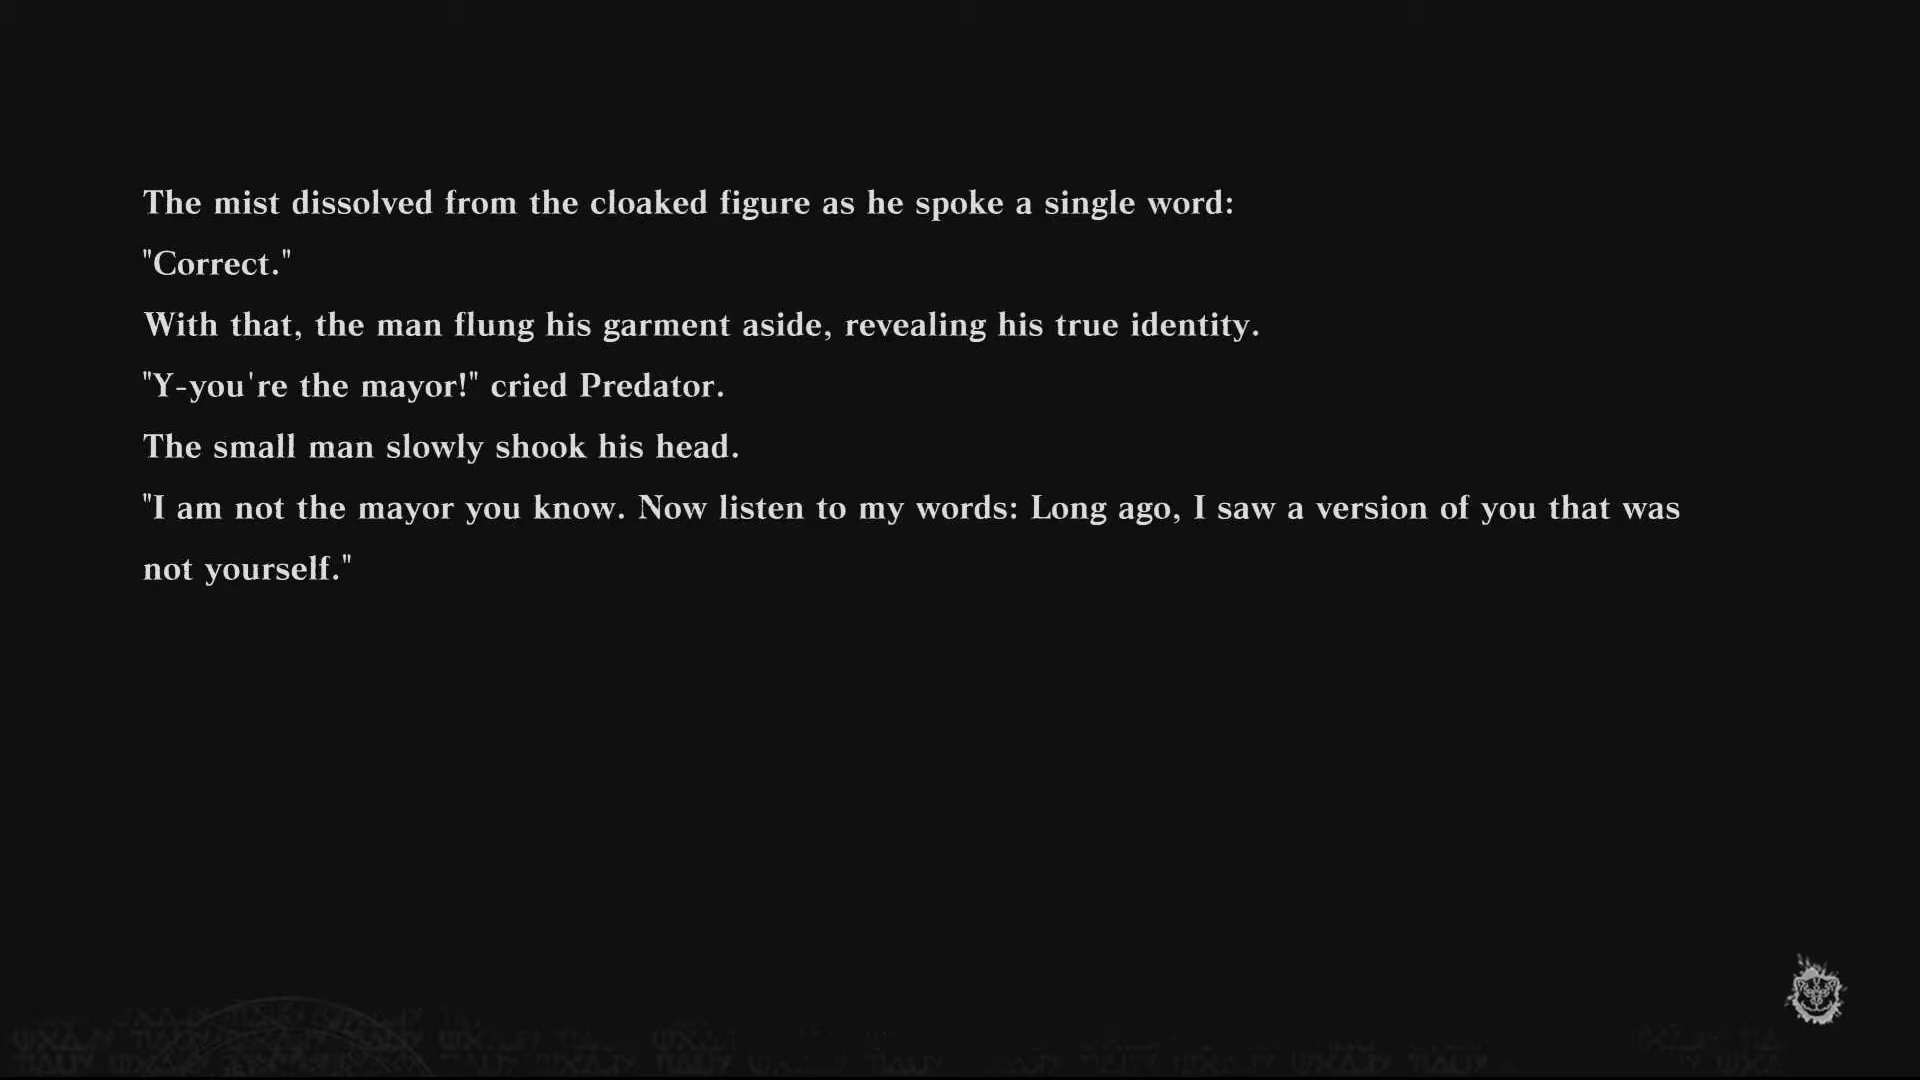 The mist dissolved from the cloaked figure as he spoke a single word:
"Correct."
With that, the man flung his garment aside, revealing his true identity.
"Y-you're the mayor!" cried Predator.
The small man slowly shook his head.
"I am not the mayor you know. Now listen to my words: Long ago, I saw a version of you that was
not yourself."